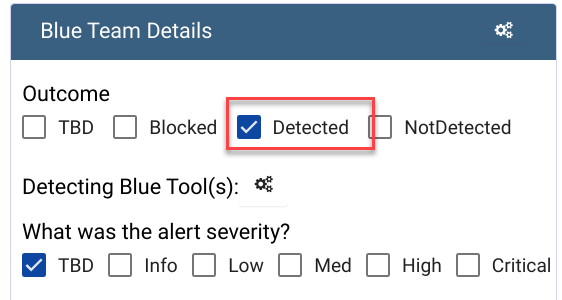 Blue Team Details
Outcome
TBD Blocked Detected NotDetected
Detecting Blue Tool(s):
What was the alert severity?
TBD Info Low Med High Critical